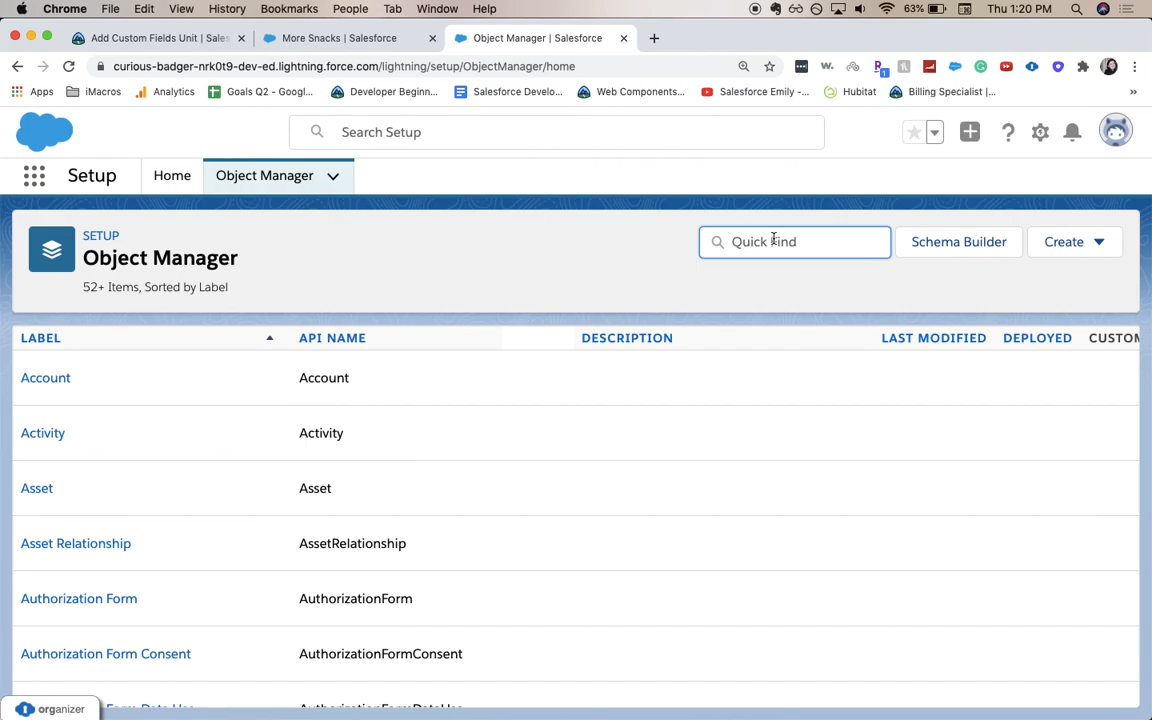 Chrome File Edit View History Bookmarks People Tab Window Help 63% Thu 1:20 PM
Add Custom Fields Unit | Sales More Snacks | Salesforce Object Manager | Salesforce
curious-badger-nrk0t9-dev-ed.lightning.force.com/lightning/setup/ObjectManager/home
Apps iMacros Analytics Goals Q2 - Googl... Developer Beginn... Salesforce Develo... Web Components... Salesforce Emily -... Hubitat Billing Specialist |... »
Search Setup
Setup Home Object Manager
SETUP
Object Manager
52+ Items, Sorted by Label
Quick Find Schema Builder Create
LABEL API NAME DESCRIPTION LAST MODIFIED DEPLOYED CUSTOM
Account Account
Activity Activity
Asset Asset
Asset Relationship AssetRelationship
Authorization Form AuthorizationForm
Authorization Form Consent AuthorizationFormConsent
organizer